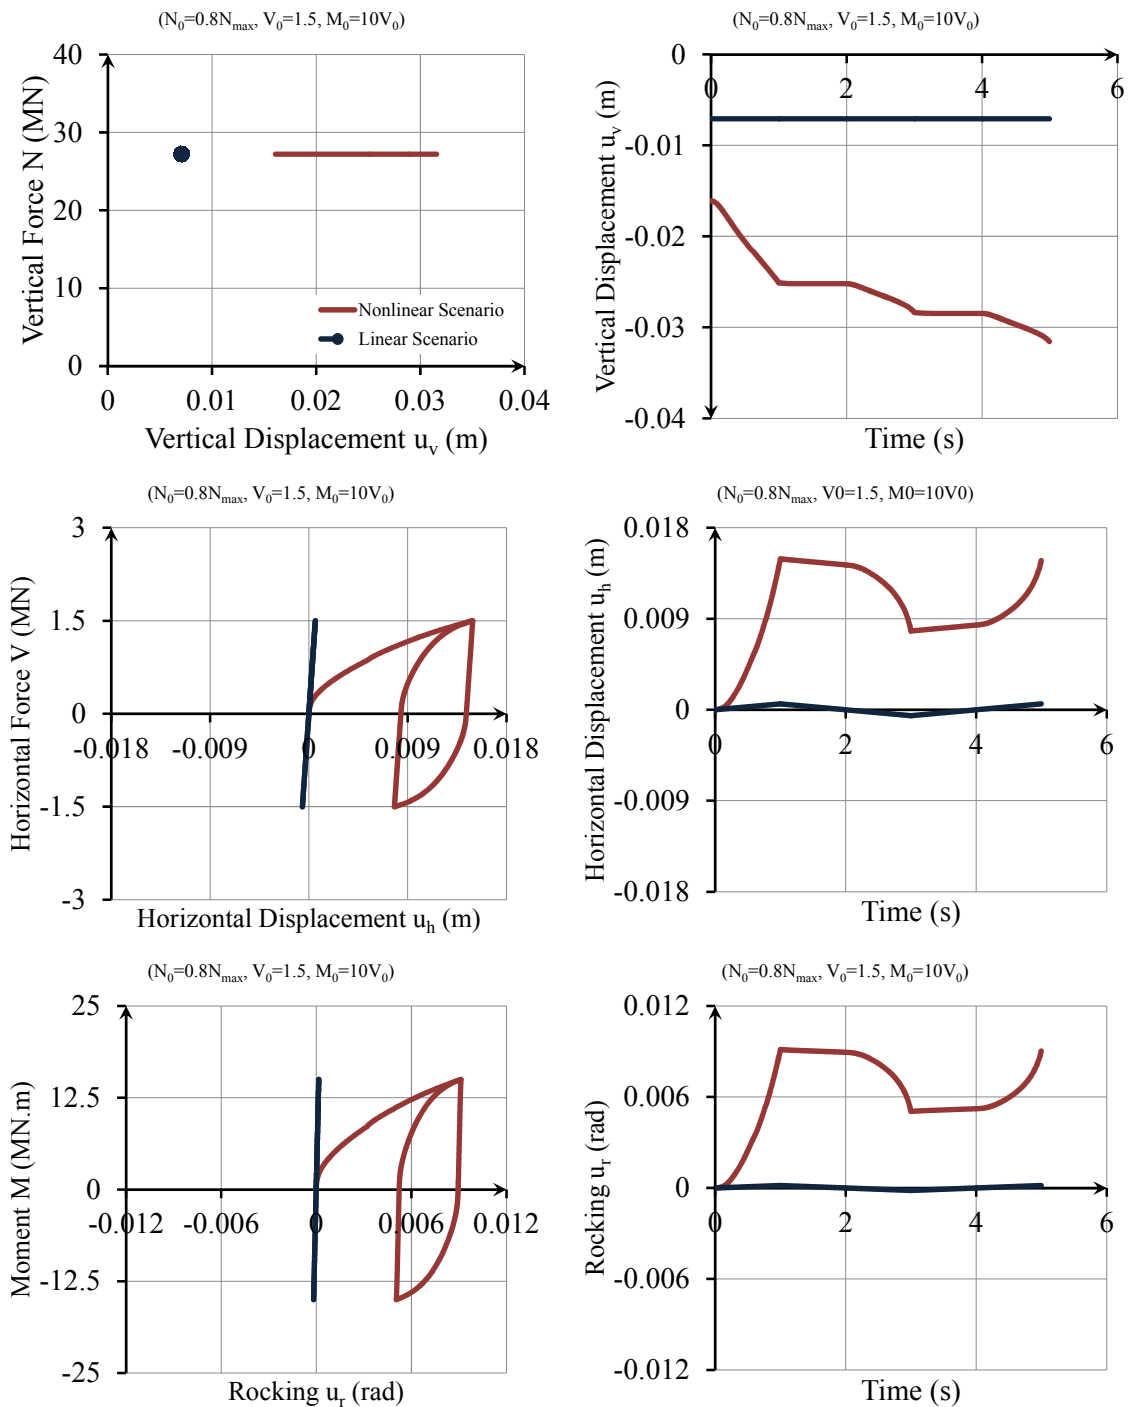 (N₀=0.8Nₘₐₓ, V₀=1.5, M₀=10V₀)
40
30
20
10
0
0
0.01
0.02
0.03
0.04
Vertical Force N (MN)
Vertical Displacement uᵥ (m)
Nonlinear Scenario
Linear Scenario
(N₀=0.8Nₘₐₓ, V₀=1.5, M₀=10V₀)
0
-0.01
-0.02
-0.03
-0.04
0
2
4
6
Vertical Displacement uᵥ (m)
Time (s)
(N₀=0.8Nₘₐₓ, V₀=1.5, M₀=10V₀)
3
1.5
0
-1.5
-3
-0.018
-0.009
0
0.009
0.018
Horizontal Force V (MN)
Horizontal Displacement uₕ (m)
(N₀=0.8Nₘₐₓ, V0=1.5, M0=10V0)
0.018
0.009
0
-0.009
-0.018
0
2
4
6
Horizontal Displacement uₕ (m)
Time (s)
(N₀=0.8Nₘₐₓ, V₀=1.5, M₀=10V₀)
25
12.5
0
-12.5
-25
-0.012
-0.006
0
0.006
0.012
Moment M (MN.m)
Rocking uᵣ (rad)
(N₀=0.8Nₘₐₓ, V₀=1.5, M₀=10V₀)
0.012
0.006
0
-0.006
-0.012
0
2
4
6
Rocking uᵣ (rad)
Time (s)